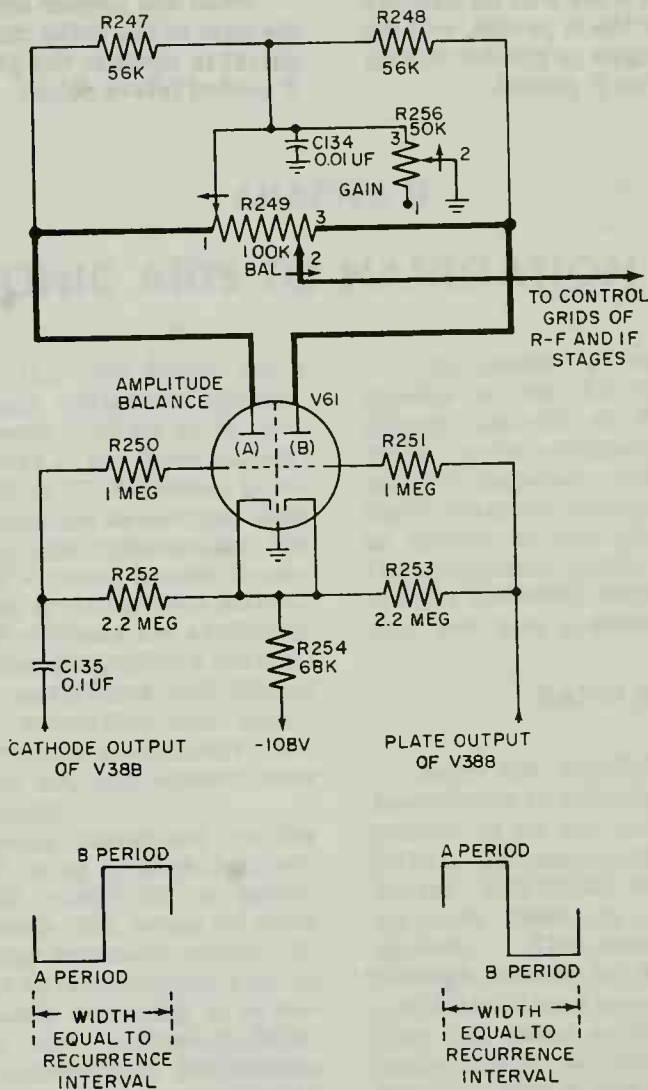 R247
56K
R248
56K
R256
50K
3
2
C134
0.01UF
GAIN
1
R249
3
1
100K
BAL
2
TO CONTROL
GRIDS OF
R-F AND IF
STAGES
AMPLITUDE
BALANCE
V61
(A)
(B)
R250
1 MEG
R251
1 MEG
R252
2.2 MEG
R253
2.2 MEG
R254
68K
C135
0.1UF
CATHODE OUTPUT
OF V38B
-108V
PLATE OUTPUT
OF V38B
B PERIOD
A PERIOD
WIDTH
EQUAL TO
RECURRENCE
INTERVAL
A PERIOD
B PERIOD
WIDTH
EQUAL TO
RECURRENCE
INTERVAL